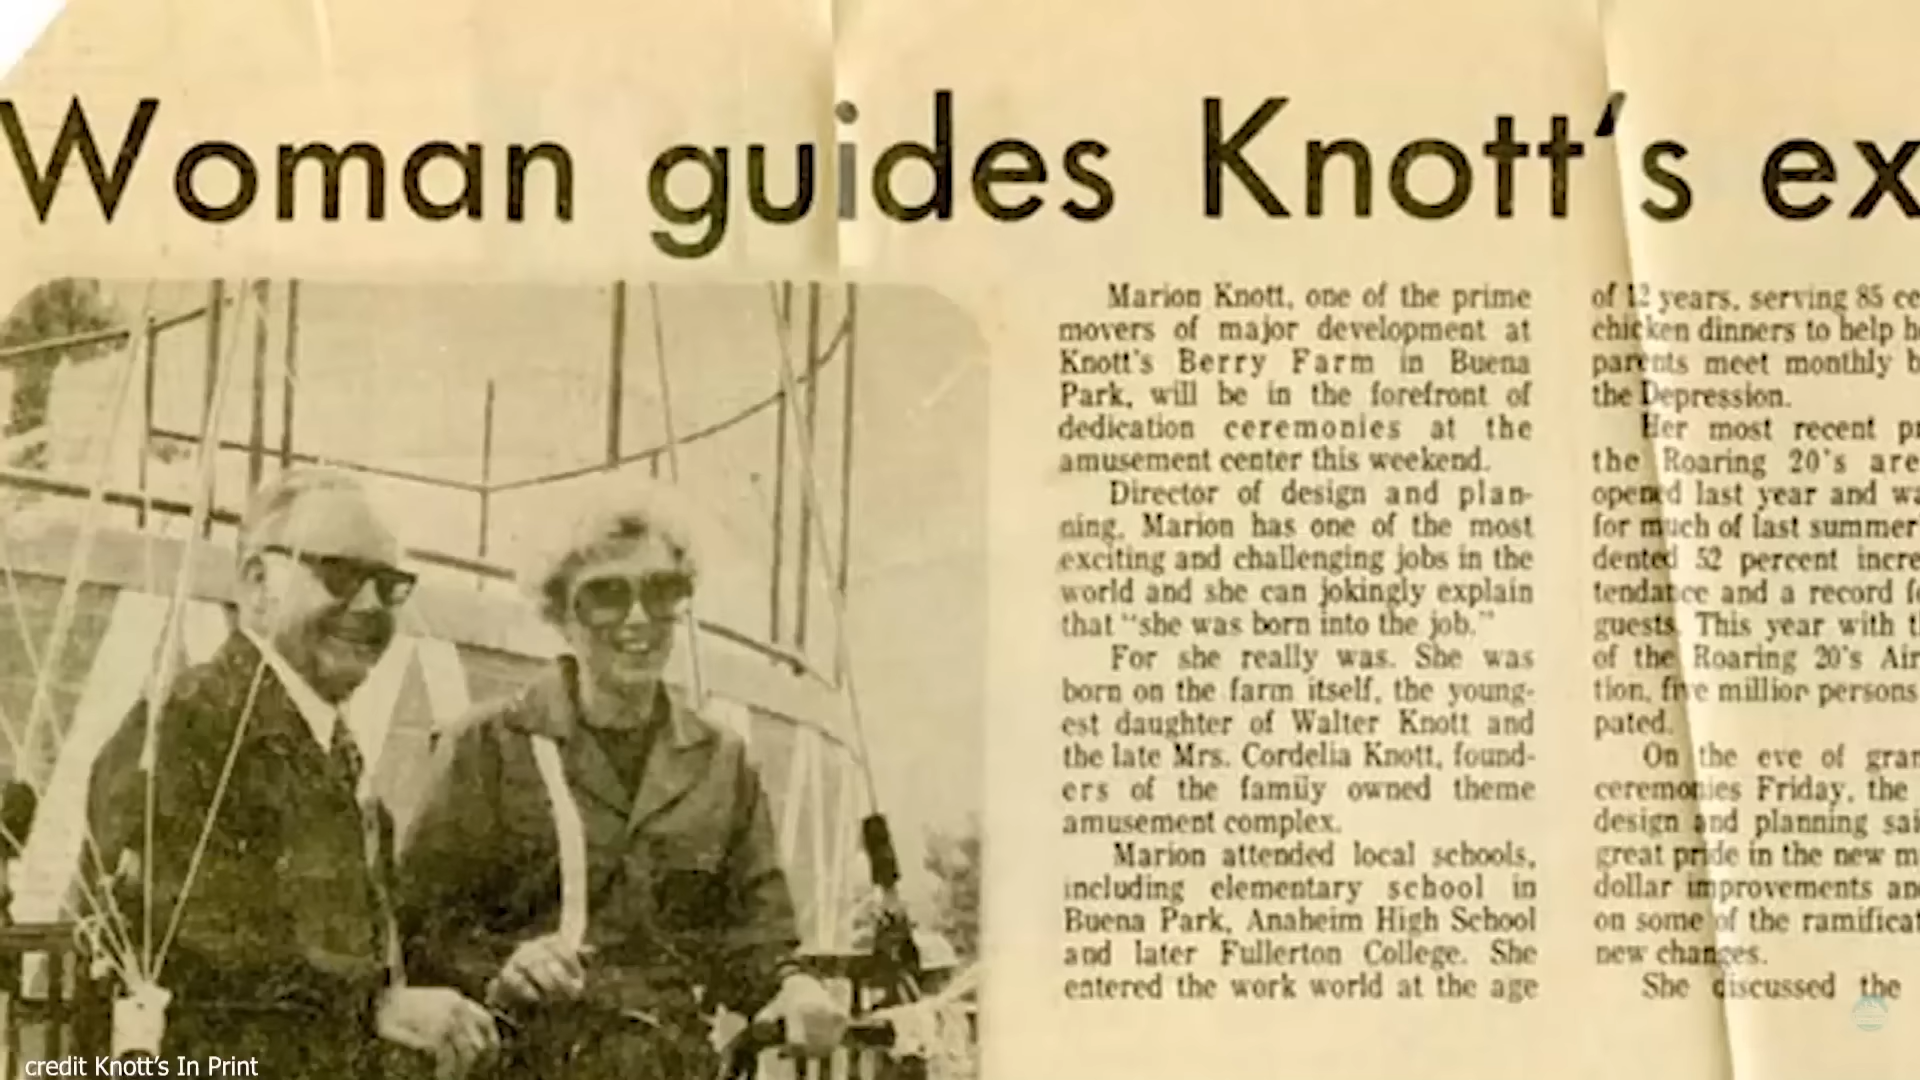 Woman guides Knott's ex
Marion Knott, one of the prime
movers of major development at
Knott's Berry Farm in Buena
Park, will be in the forefront of
dedication ceremonies at the
amusement center this weekend.
Director of design and plan-
ning, Marion has one of the most
exciting and challenging jobs in the
world and she can jokingly explain
that "she was born into the job."
For she really was. She was
born on the farm itself, the young-
est daughter of Walter Knott and
the late Mrs. Cordelia Knott, found-
ers of the family owned theme
amusement complex.
Marion attended local schools,
including elementary school in
Buena Park, Anaheim High School
and later Fullerton College. She
entered the work world at the age
of 12 years, serving 85 ce
chicken dinners to help h
parents meet monthly b
the Depression.
Her most recent pr
the Roaring 20's are
opened last year and wa
for much of last summer
dented 52 percent incre
tendance and a record f
guests. This year with t
of the Roaring 20's Air
tion, five million persons
pated.
On the eve of gran
ceremonies Friday, the
design and planning sai
great pride in the new m
dollar improvements an
on some of the ramificat
new changes.
She discussed the
credit Knott's In Print